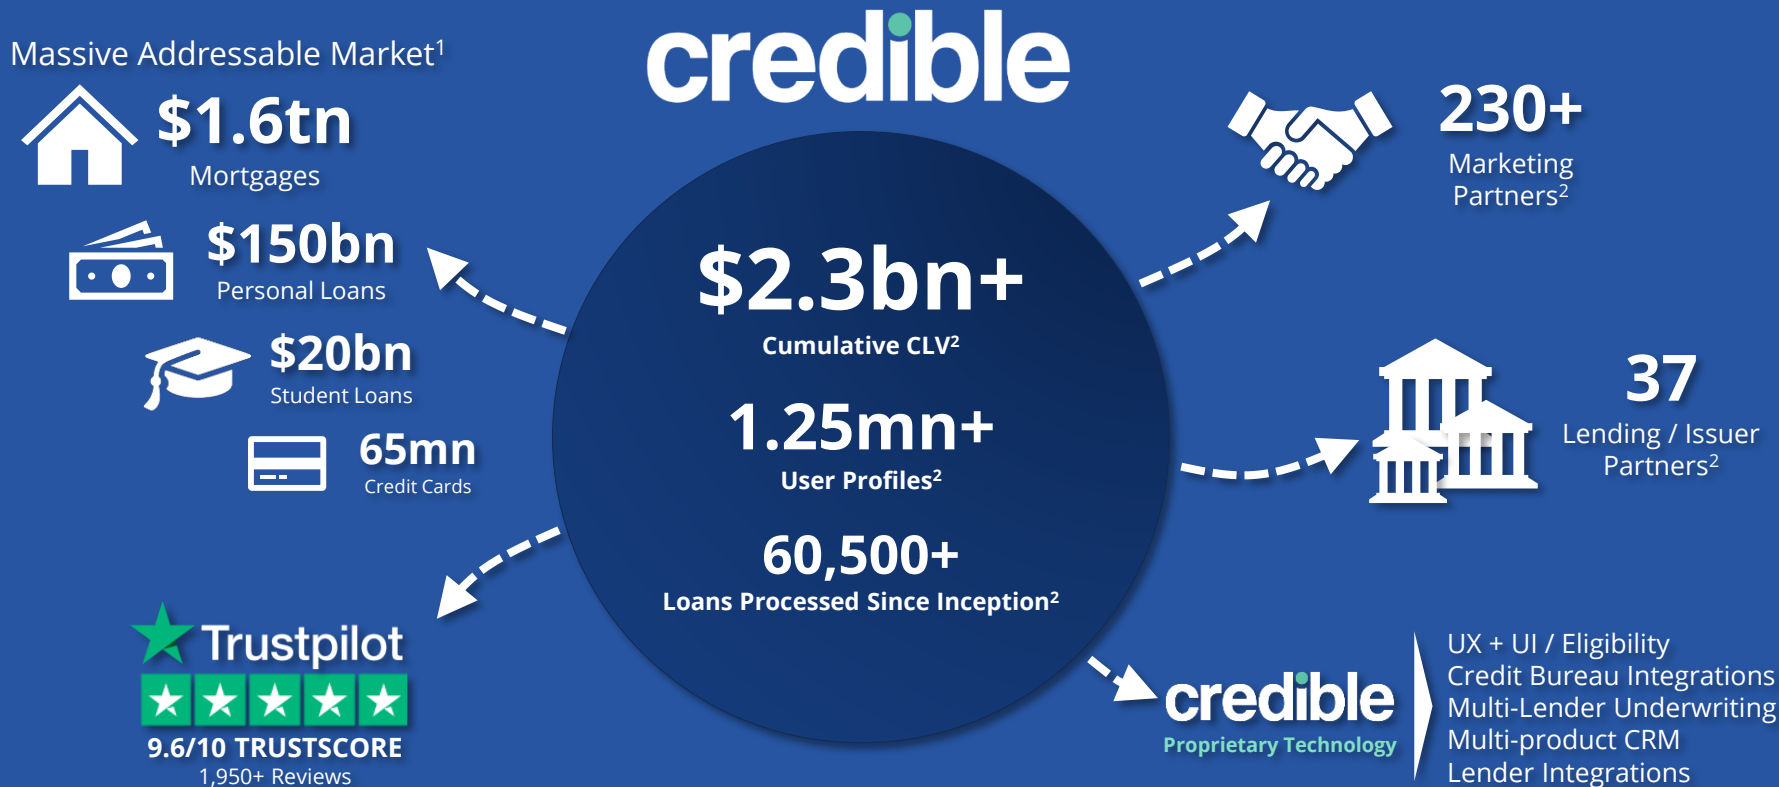 credible
Massive Addressable Market¹
$1.6tn
Mortgages
$150bn
Personal Loans
$20bn
Student Loans
65mn
Credit Cards
Trustpilot
9.6/10 TRUSTSCORE
1,950+ Reviews
$2.3bn+
Cumulative CLV²
1.25mn+
User Profiles²
60,500+
Loans Processed Since Inception²
230+
Marketing
Partners²
37
Lending / Issuer
Partners²
credible
Proprietary Technology
UX + UI / Eligibility
Credit Bureau Integrations
Multi-Lender Underwriting
Multi-product CRM
Lender Integrations